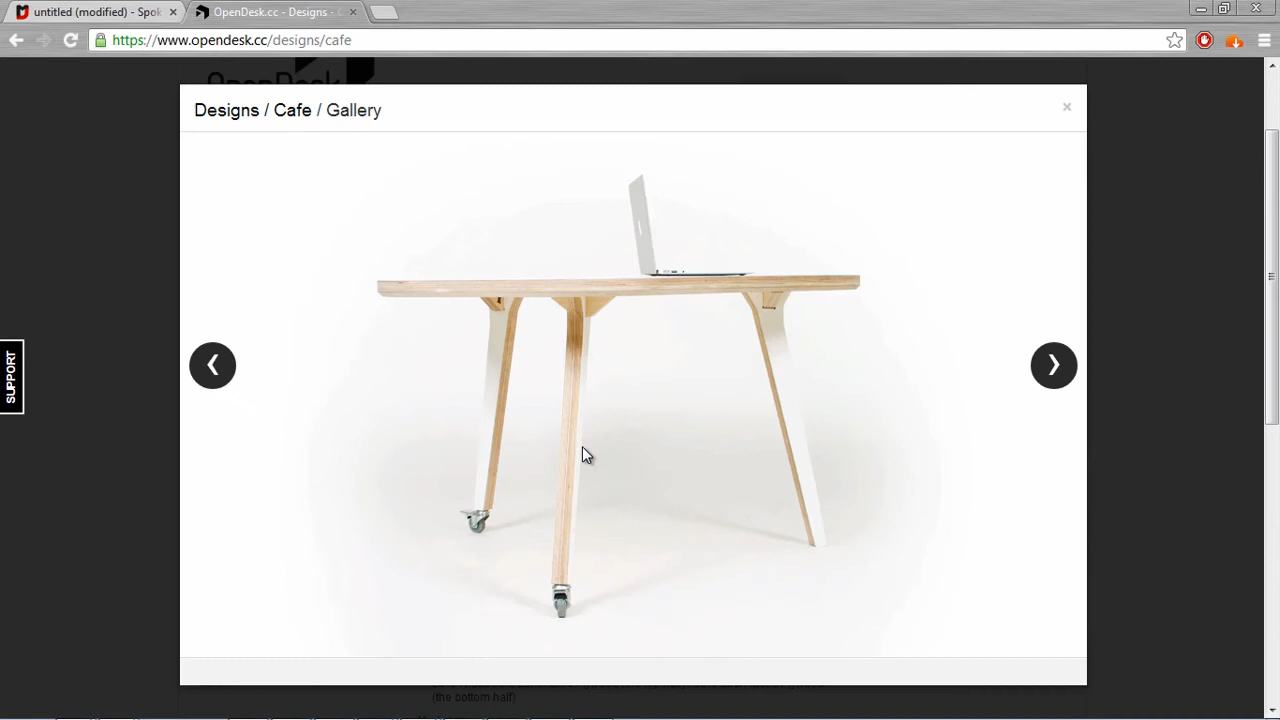 untitled (modified) - Spok
OpenDesk.cc - Designs - C
https://www.opendesk.cc/designs/cafe
OpenDesk
Designs / Cafe / Gallery
SUPPORT
(the bottom half)